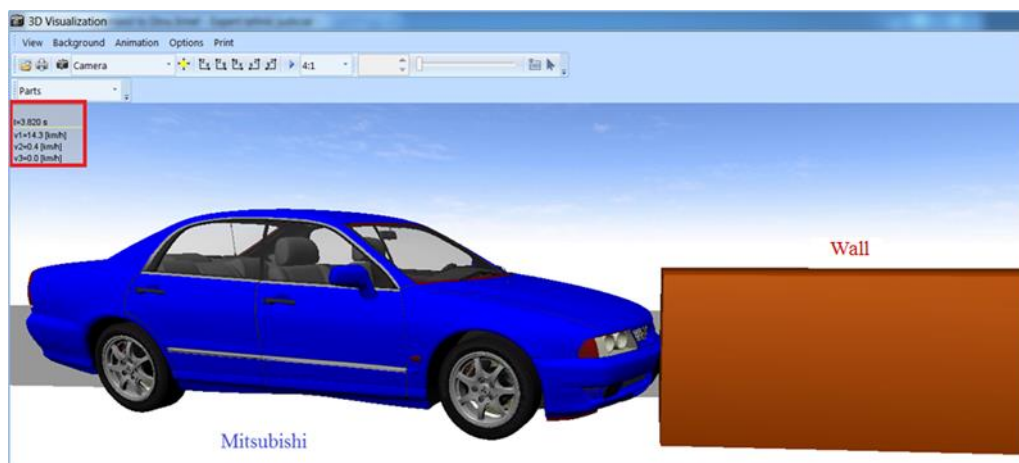 3D Visualization
View Background Animation Options Print
Camera 4:1
Parts
t=3.820 s
v1=14.3 [km/h]
v2=0.4 [km/h]
v3=0.0 [km/h]
Wall
Mitsubishi